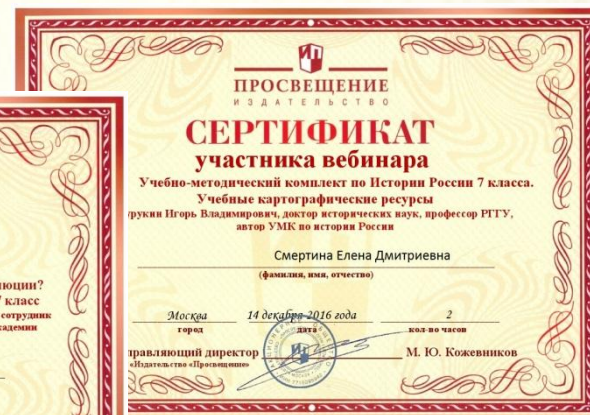 ИП
ПРОСВЕЩЕНИЕ
ИЗДАТЕЛЬСТВО
СЕРТИФИКАТ
участника вебинара
Учебно-методический комплект по Истории России 7 класса.
Учебные картографические ресурсы
Игорь Владимирович, доктор исторических наук, профессор РГГУ,
автор УМК по истории России
Смертина Елена Дмитриевна
(фамилия, имя, отчество)
Москва 14 декабря 2016 года 2
город дата кол-во часов
директор М. Ю. Кожевников
«Издательство «Просвещение»
класс
сотрудник